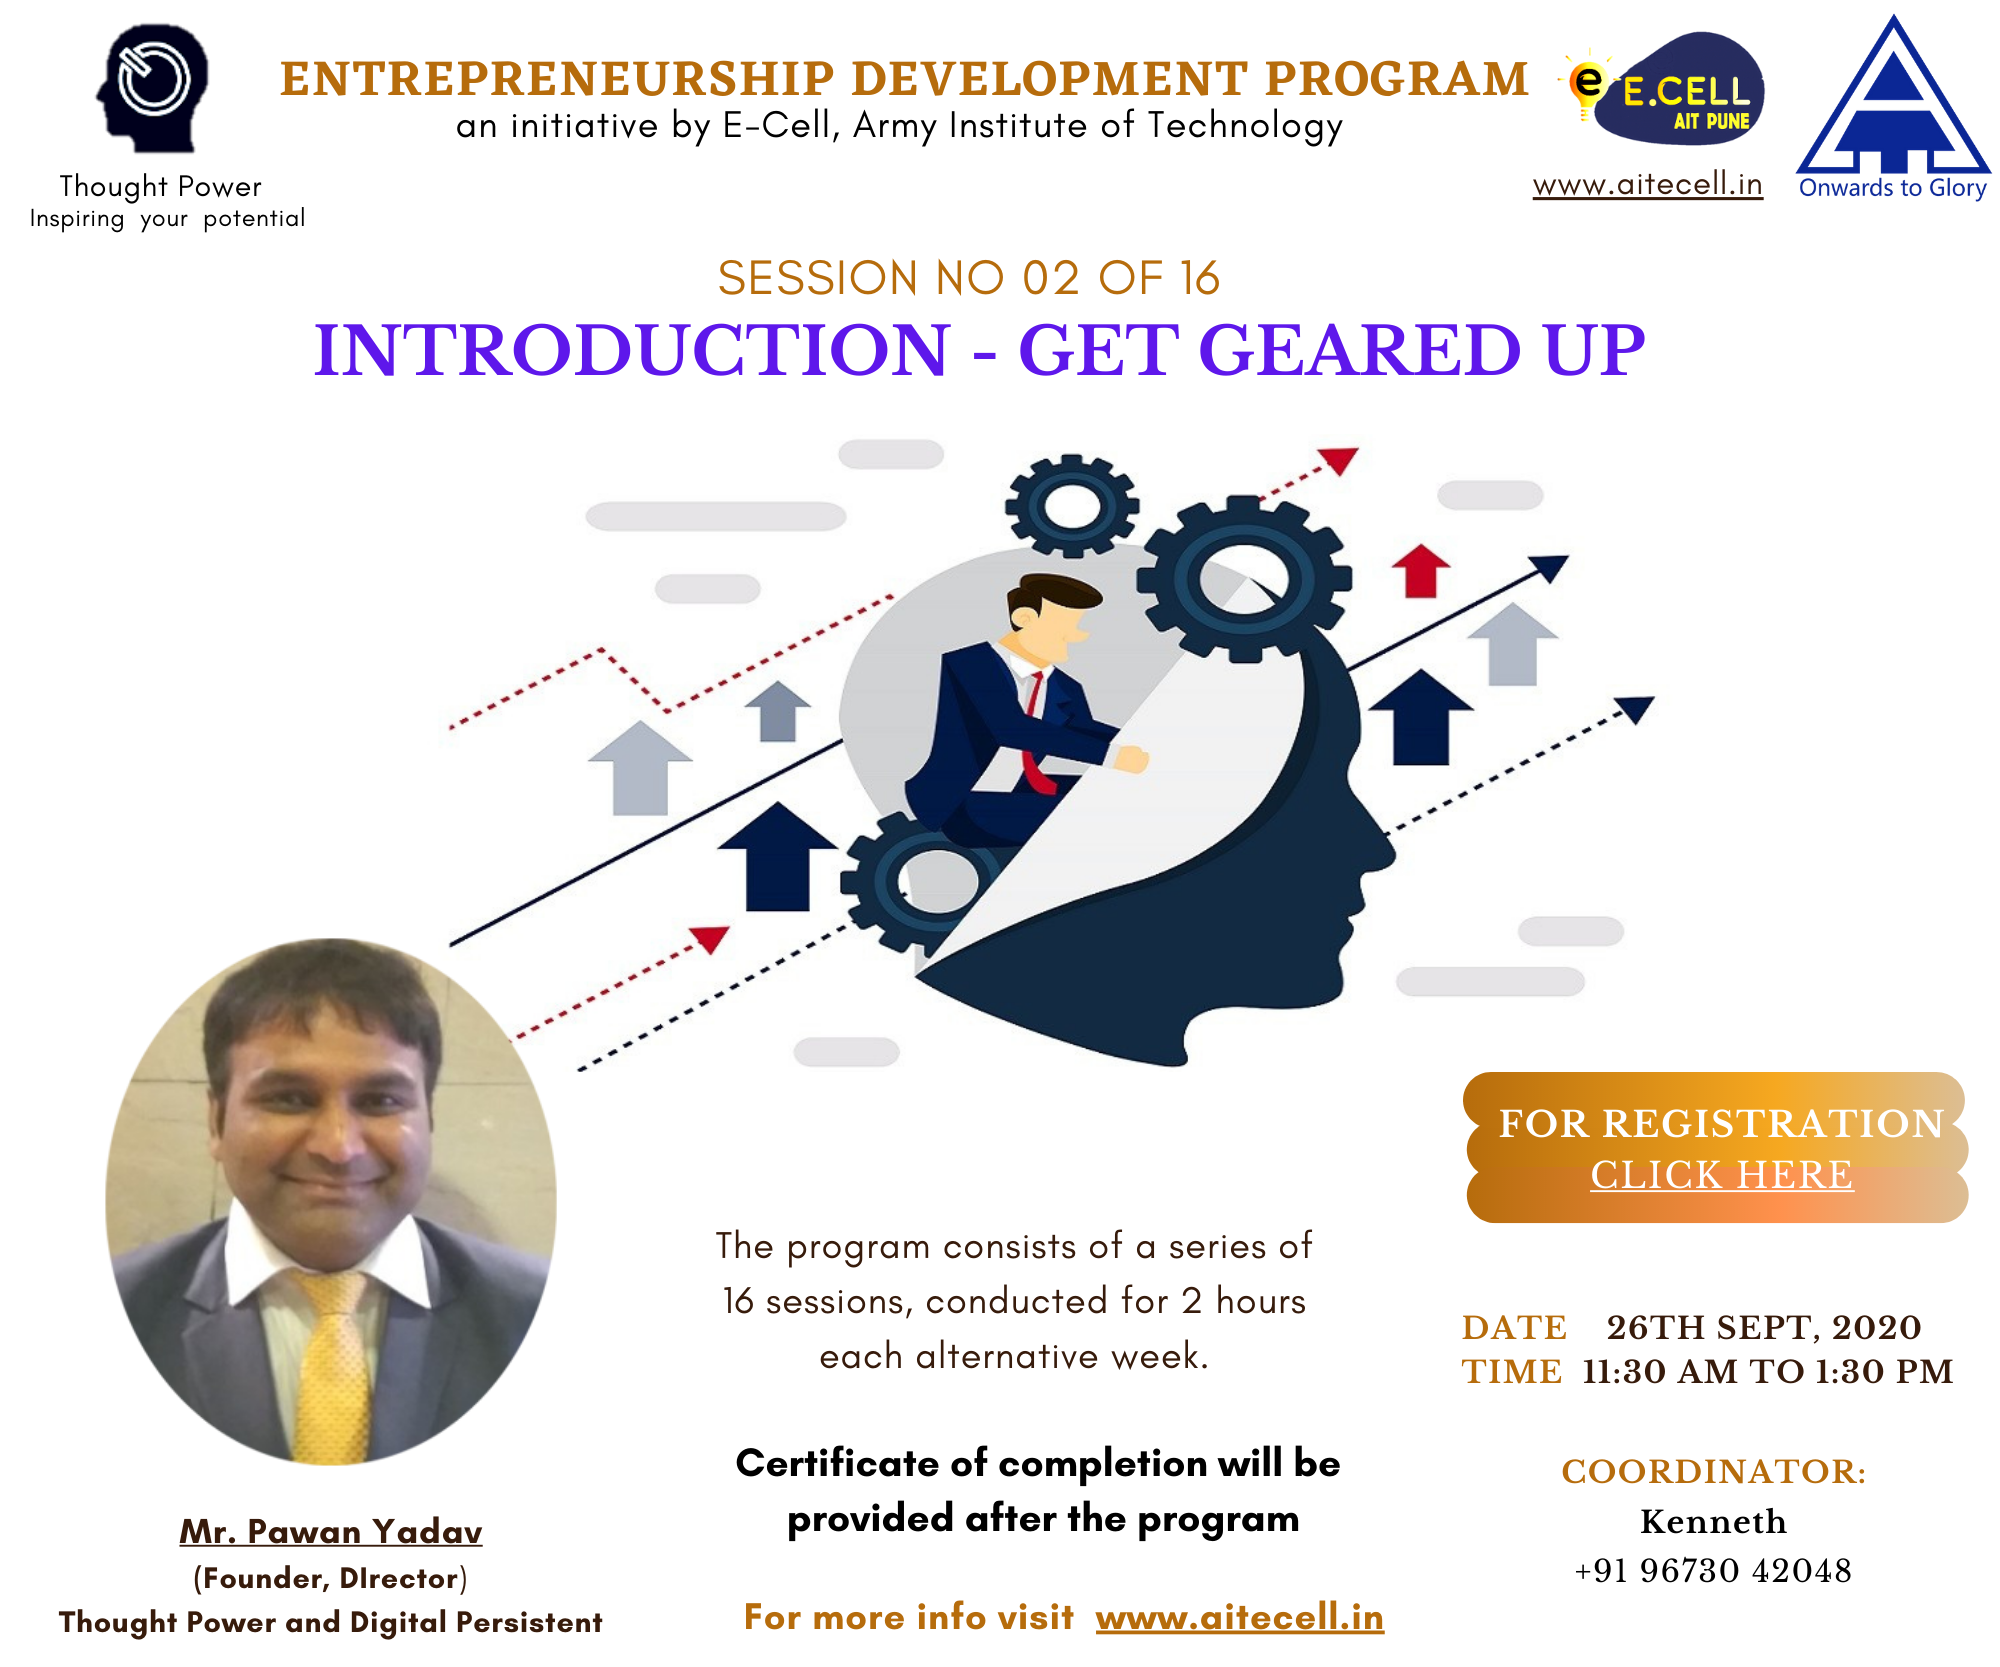 ENTREPRENEURSHIP DEVELOPMENT PROGRAM
an initiative by E-Cell, Army Institute of Technology
Thought Power
Inspiring your potential
e E.CELL
AIT PUNE
www.aitecell.in
Onwards to Glory
SESSION NO 02 OF 16
INTRODUCTION - GET GEARED UP
FOR REGISTRATION
CLICK HERE
The program consists of a series of
16 sessions, conducted for 2 hours
each alternative week.
DATE 26TH SEPT, 2020
TIME 11:30 AM TO 1:30 PM
Certificate of completion will be
provided after the program
COORDINATOR:
Kenneth
+91 96730 42048
Mr. Pawan Yadav
(Founder, DIrector)
Thought Power and Digital Persistent
For more info visit www.aitecell.in